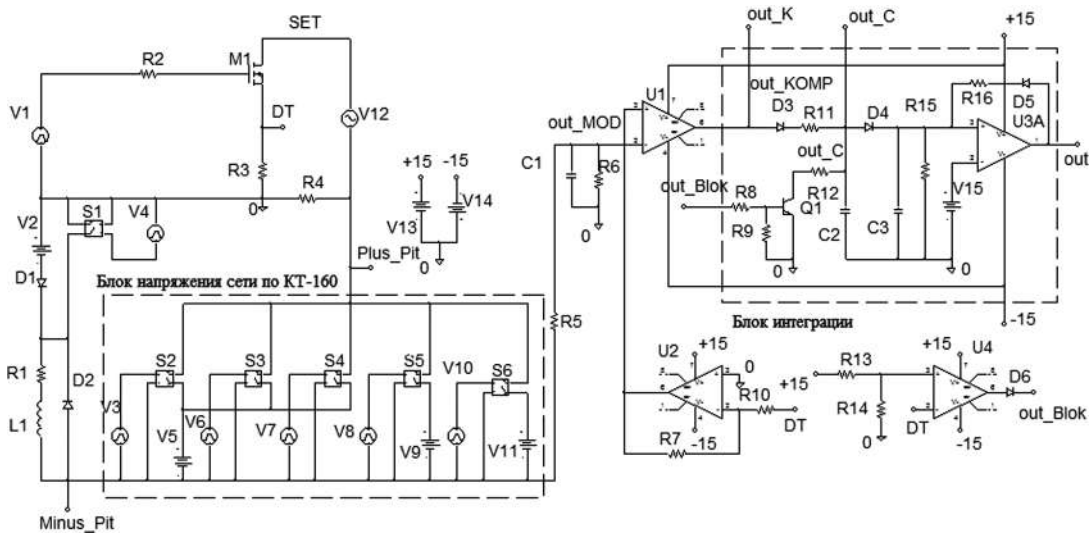 SET
out_K
out_C
+15
R2
M1
DT
V1
V12
R3
R4
0
V2
S1
V4
D1
+15
-15
V13
V14
0
Plus_Pit
Блок напряжения сети по КТ-160
R1
D2
L1
V3
S2
V5
V6
S3
V7
S4
V8
S5
V9
V10
S6
V11
Minus_Pit
R5
C1
out_MOD
R6
0
U1
out_KOMP
D3
R11
D4
R15
R16
D5
U3A
out
out_C
out_Blok
R8
R12
Q1
R9
0
C2
C3
V15
0
0
-15
Блок интеграции
U2
+15
0
R10
DT
-15
R7
+15
R13
R14
0
+15
U4
DT
-15
D6
out_Blok